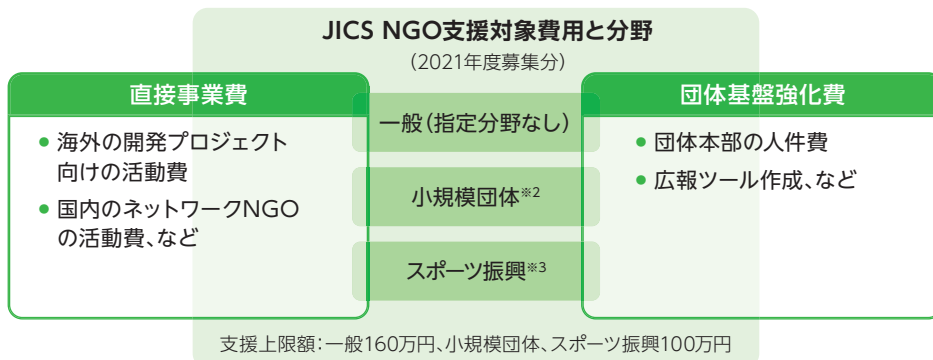 JICS NGO支援対象費用と分野
（2021年度募集分）
直接事業費
● 海外の開発プロジェクト
向けの活動費
● 国内のネットワークNGO
の活動費、など
一般（指定分野なし）
小規模団体※2
スポーツ振興※3
団体基盤強化費
● 団体本部の人件費
● 広報ツール作成、など
支援上限額：一般160万円、小規模団体、スポーツ振興100万円